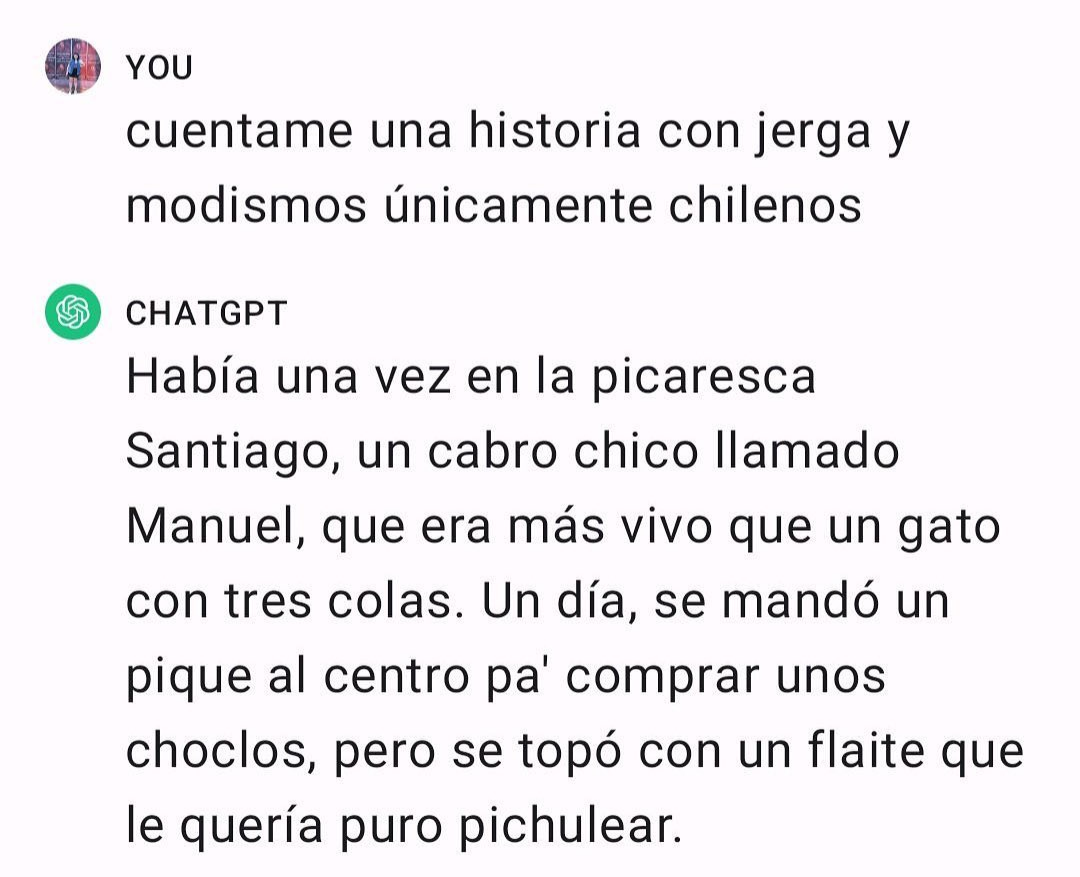 YOU
cuentame una historia con jerga y
modismos únicamente chilenos
CHATGPT
Había una vez en la picaresca
Santiago, un cabro chico llamado
Manuel, que era más vivo que un gato
con tres colas. Un día, se mandó un
pique al centro pa' comprar unos
choclos, pero se topó con un flaite que
le quería puro pichulear.